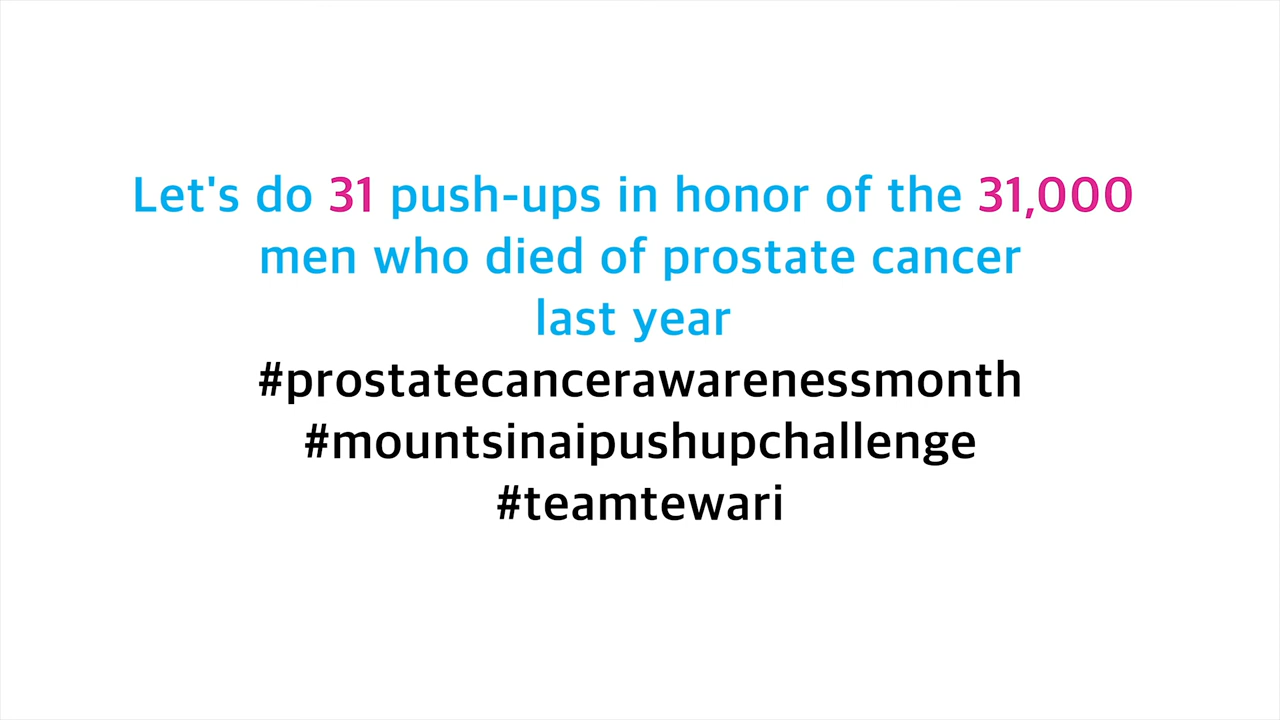 Let's do 31 push-ups in honor of the 31,000
men who died of prostate cancer
last year
#prostatecancerawarenessmonth
#mountsinaipushupchallenge
#teamtewari